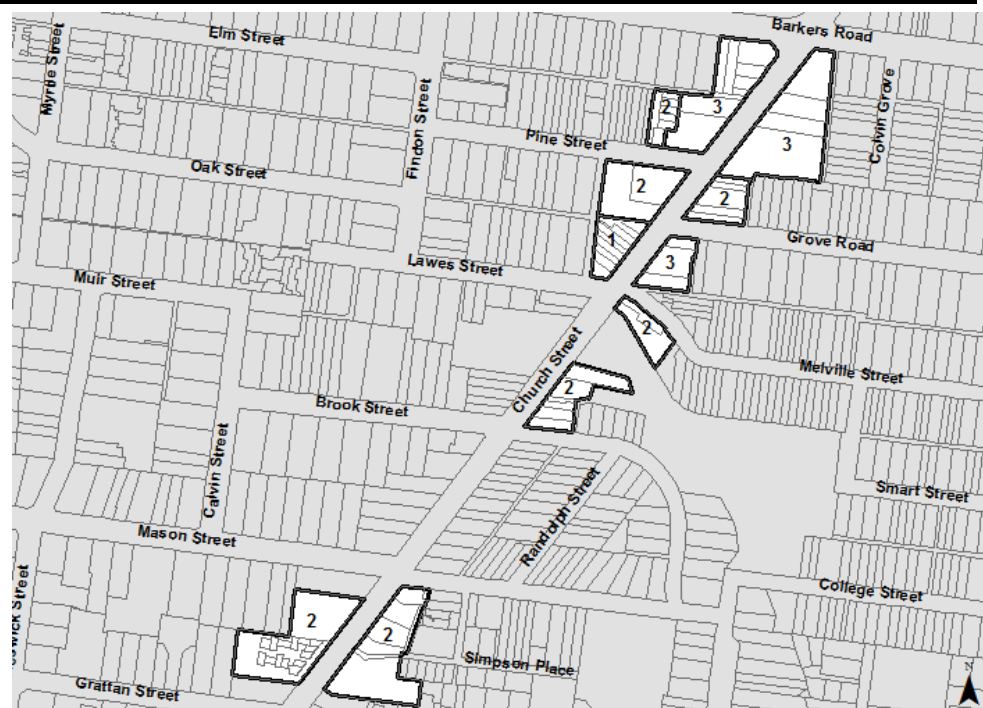 Barkers Road
Elm Street
Myrtle Street
Findon Street
Colvin Grove
2
3
3
Pine Street
Oak Street
2
2
1
Grove Road
Lawes Street
3
Muir Street
2
Church Street
Melville Street
2
Brook Street
Calvin Street
Randolph Street
Smart Street
Mason Street
College Street
swick Street
2
2
Simpson Place
Grattan Street
N